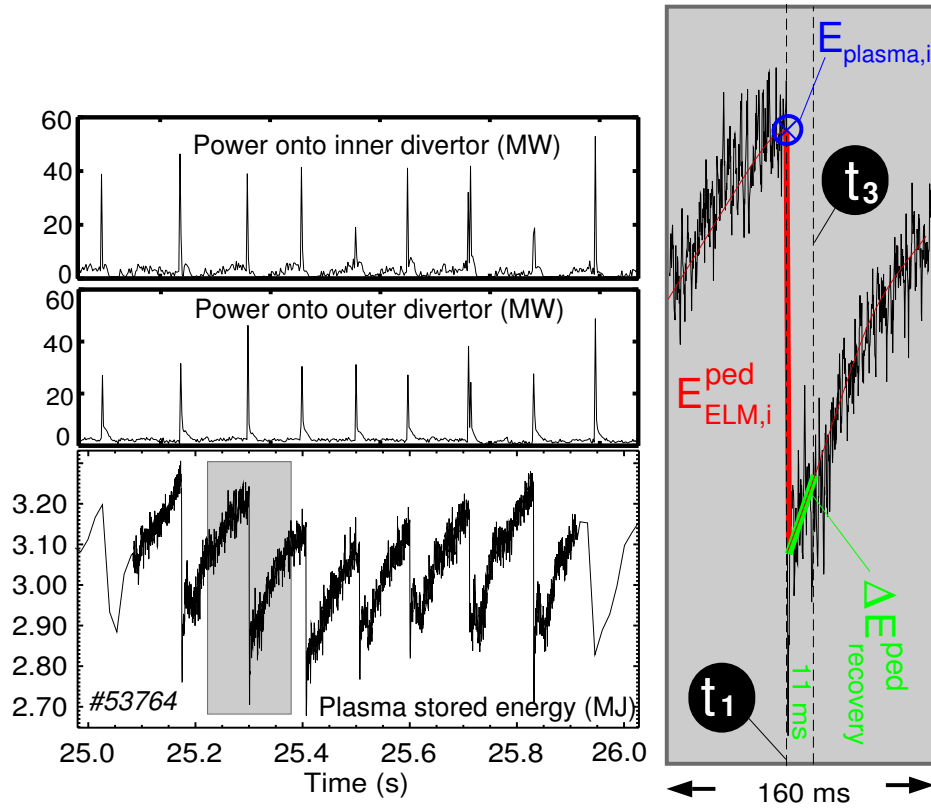 60
40
20
0
Power onto inner divertor (MW)
60
40
20
0
Power onto outer divertor (MW)
3.20
3.10
3.00
2.90
2.80
2.70
#53764
Plasma stored energy (MJ)
25.0 25.2 25.4 25.6 25.8 26.0
Time (s)
E plasma,i
t3
E ped ELM,i
ΔE ped recovery
11 ms
t1
160 ms